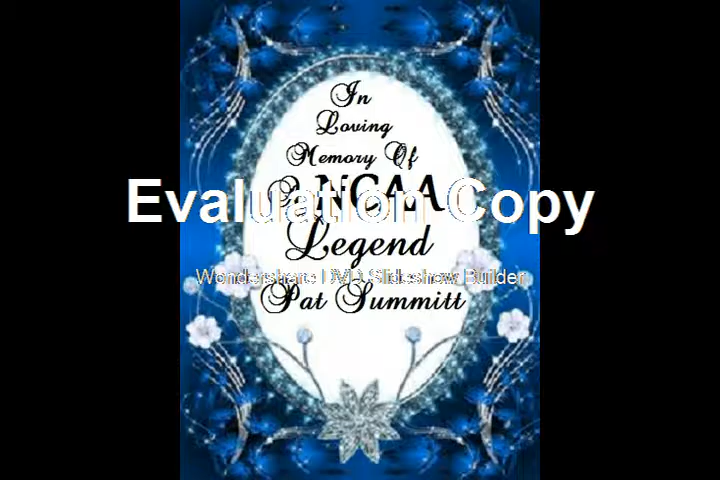 In
Loving
Memory Of
NCAA
Evaluation Copy
Legend
Wondershare DVD Slideshow Builder
Pat Summitt